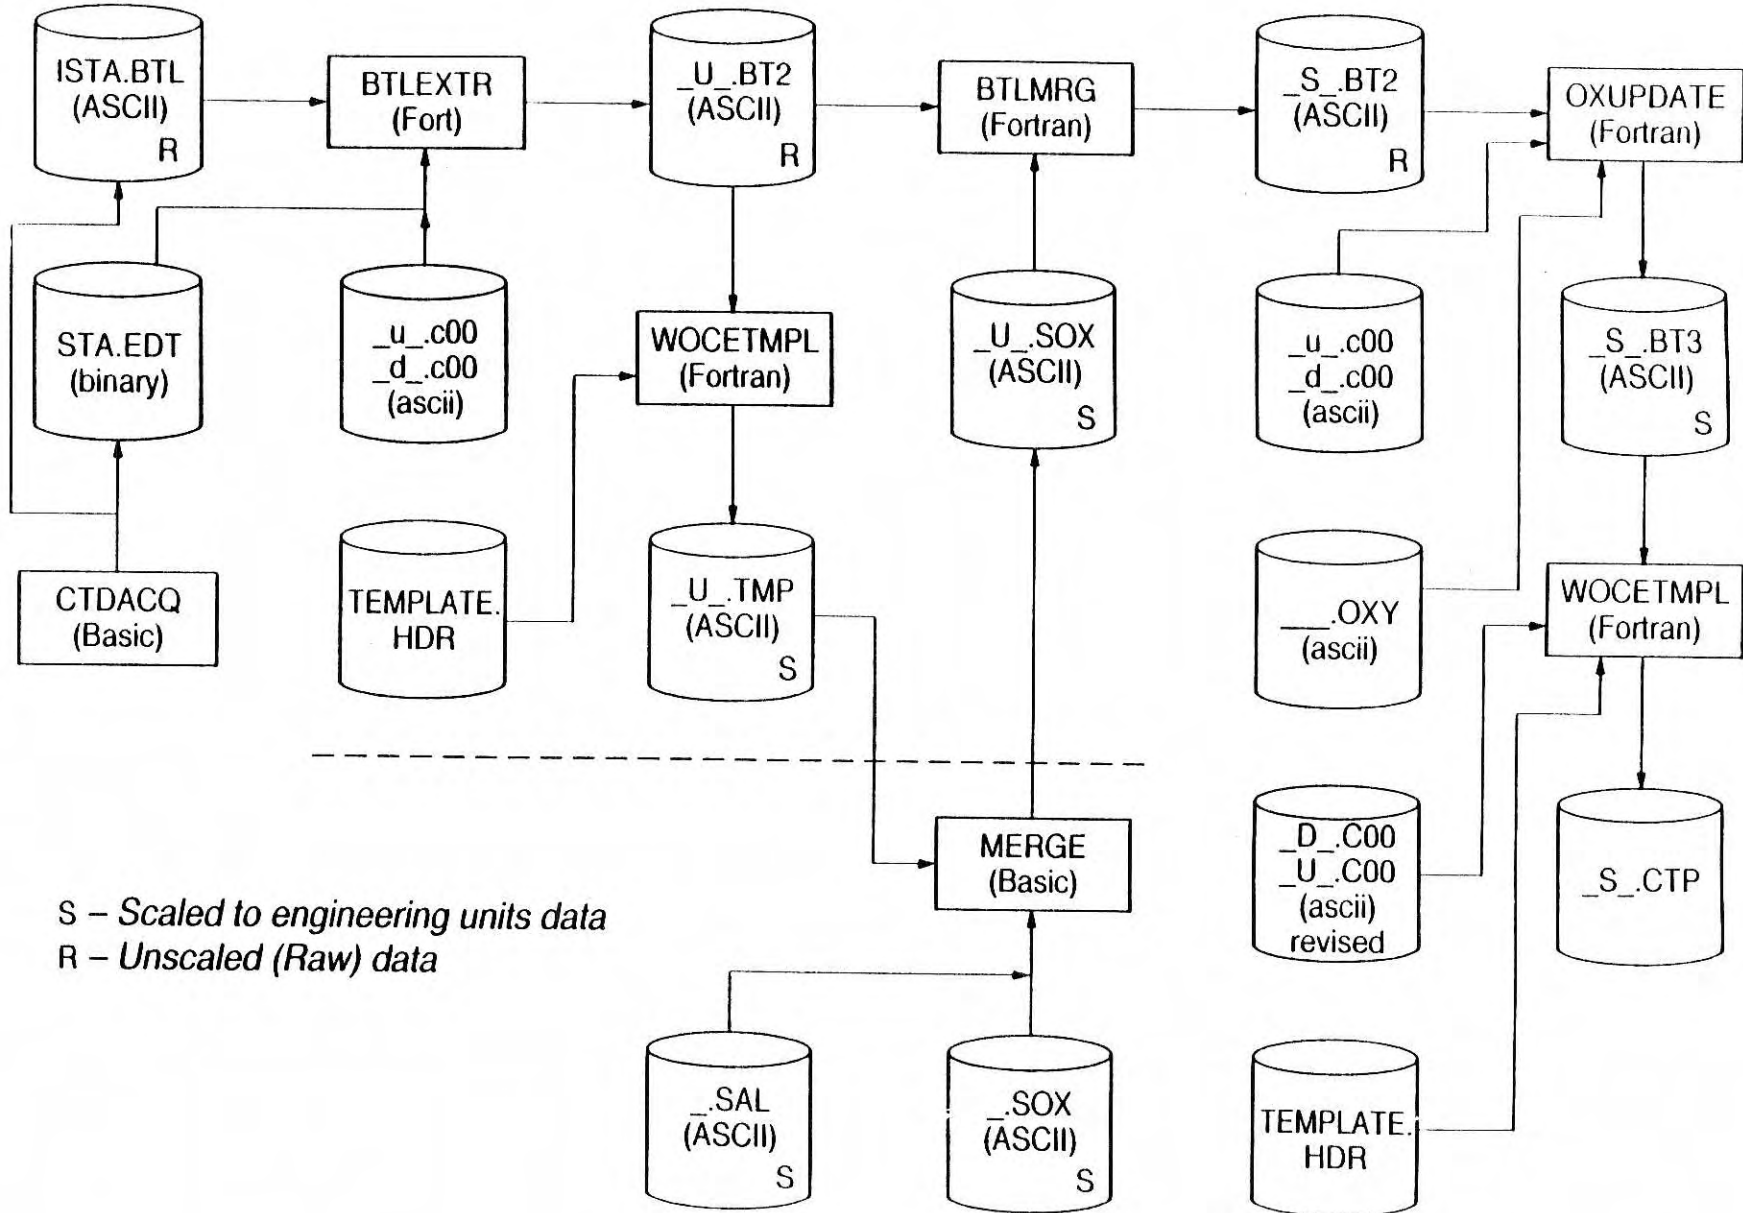 ISTA.BTL
(ASCII)
R
BTLEXTR
(Fort)
_U_.BT2
(ASCII)
R
BTLMRG
(Fortran)
_S_.BT2
(ASCII)
R
OXUPDATE
(Fortran)
STA.EDT
(binary)
_u_.c00
_d_.c00
(ascii)
WOCETMPL
(Fortran)
_U_.SOX
(ASCII)
S
_u_.c00
_d_.c00
(ascii)
_S_.BT3
(ASCII)
S
CTDACQ
(Basic)
TEMPLATE.
HDR
_U_.TMP
(ASCII)
S
___.OXY
(ascii)
WOCETMPL
(Fortran)
MERGE
(Basic)
_D_.C00
_U_.C00
(ascii)
revised
_S_.CTP
S – Scaled to engineering units data
R – Unscaled (Raw) data
_.SAL
(ASCII)
S
_.SOX
(ASCII)
S
TEMPLATE.
HDR